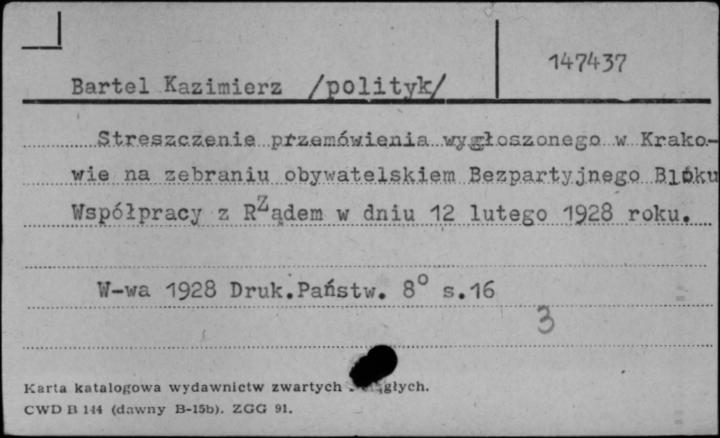 147437
Bartel Kazimierz /polityk/
Streszczenie przemówienia wygłoszonego w Krako-
wie na zebraniu obywatelskiem Bezpartyjnego Bloku
Współpracy z Rządem w dniu 12 lutego 1928 roku.
W-wa 1928 Druk.Państw. 8° s.16
3
Karta katalogowa wydawnictw zwartych
CWD B 144 (dawny B-15b). ZGG 91.